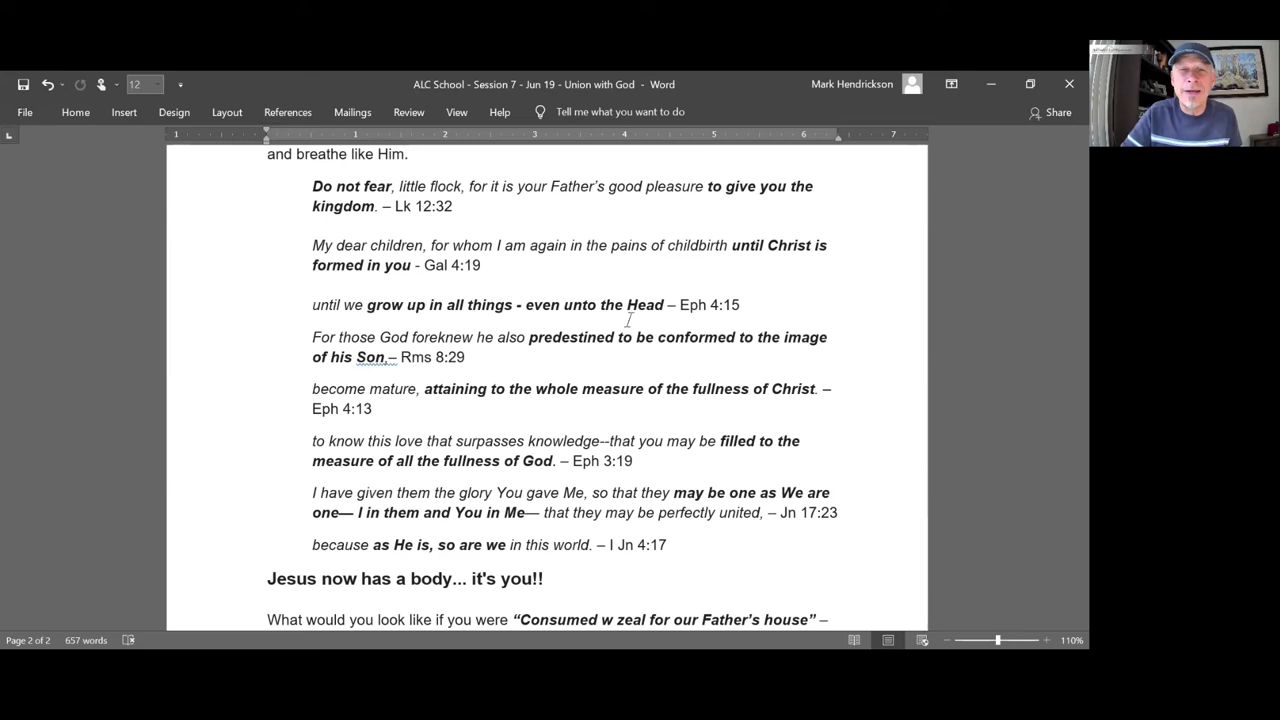 12
ALC School - Session 7 - Jun 19 - Union with God - Word
Mark Hendrickson
File Home Insert Design Layout References Mailings Review View Help Tell me what you want to do Share
1 1 2 3 4 5 6 7
and breathe like Him.
Do not fear, little flock, for it is your Father’s good pleasure to give you the
kingdom. – Lk 12:32
My dear children, for whom I am again in the pains of childbirth until Christ is
formed in you - Gal 4:19
until we grow up in all things - even unto the Head – Eph 4:15
For those God foreknew he also predestined to be conformed to the image
of his Son,– Rms 8:29
become mature, attaining to the whole measure of the fullness of Christ. –
Eph 4:13
to know this love that surpasses knowledge--that you may be filled to the
measure of all the fullness of God. – Eph 3:19
I have given them the glory You gave Me, so that they may be one as We are
one— I in them and You in Me— that they may be perfectly united, – Jn 17:23
because as He is, so are we in this world. – I Jn 4:17
Jesus now has a body... it's you!!
What would you look like if you were “Consumed w zeal for our Father’s house” –
Page 2 of 2 657 words 110%